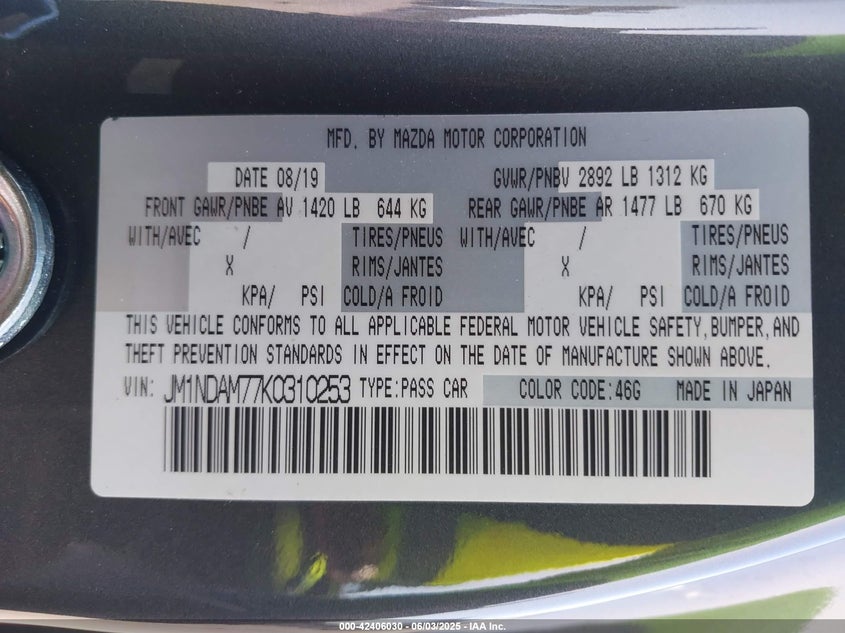 MFD. BY MAZDA MOTOR CORPORATION
DATE 08/19 GVWR/PNBV 2892 LB 1312 KG
FRONT GAWR/PNBE AV 1420 LB 644 KG REAR GAWR/PNBE AR 1477 LB 670 KG
WITH/AVEC / TIRES/PNEUS WITH/AVEC / TIRES/PNEUS
X RIMS/JANTES X RIMS/JANTES
KPA/ PSI COLD/A FROID KPA/ PSI COLD/A FROID
THIS VEHICLE CONFORMS TO ALL APPLICABLE FEDERAL MOTOR VEHICLE SAFETY,BUMPER,AND
THEFT PREVENTION STANDARDS IN EFFECT ON THE DATE OF MANUFACTURE SHOWN ABOVE.
VIN: JM1NDAM77K0310253 TYPE:PASS CAR COLOR CODE:46G MADE IN JAPAN
000-42406030 - 06/03/2025 - IAA Inc.